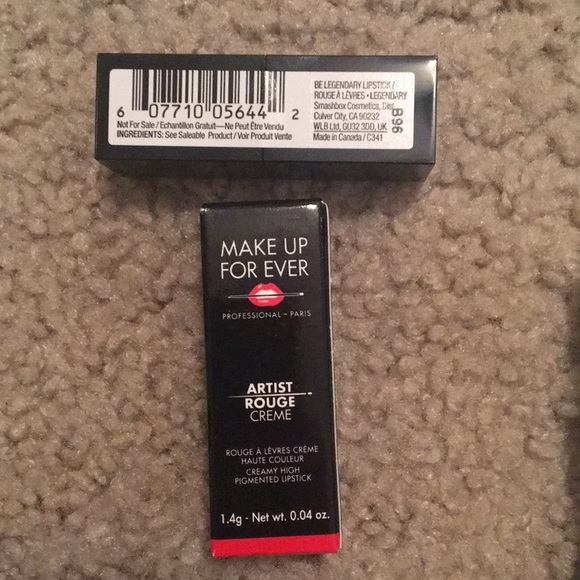 6 07710 05644 2
Not For Sale / Echantillon Gratuit—Ne Peut Être Vendu
INGREDIENTS: See Saleable Product / Voir Produit Vente
BE LEGENDARY LIPSTICK /
ROUGE À LÈVRES • LEGENDARY
Smashbox Cosmetics, Dist.
Culver City, CA 90232
WLB Ltd, GU32 3DD, UK
Made in Canada / C341
B96
MAKE UP
FOR EVER
PROFESSIONAL – PARIS
ARTIST
ROUGE
CREME
ROUGE À LÈVRES CRÈME
HAUTE COULEUR
CREAMY HIGH
PIGMENTED LIPSTICK
1.4g - Net wt. 0.04 oz.